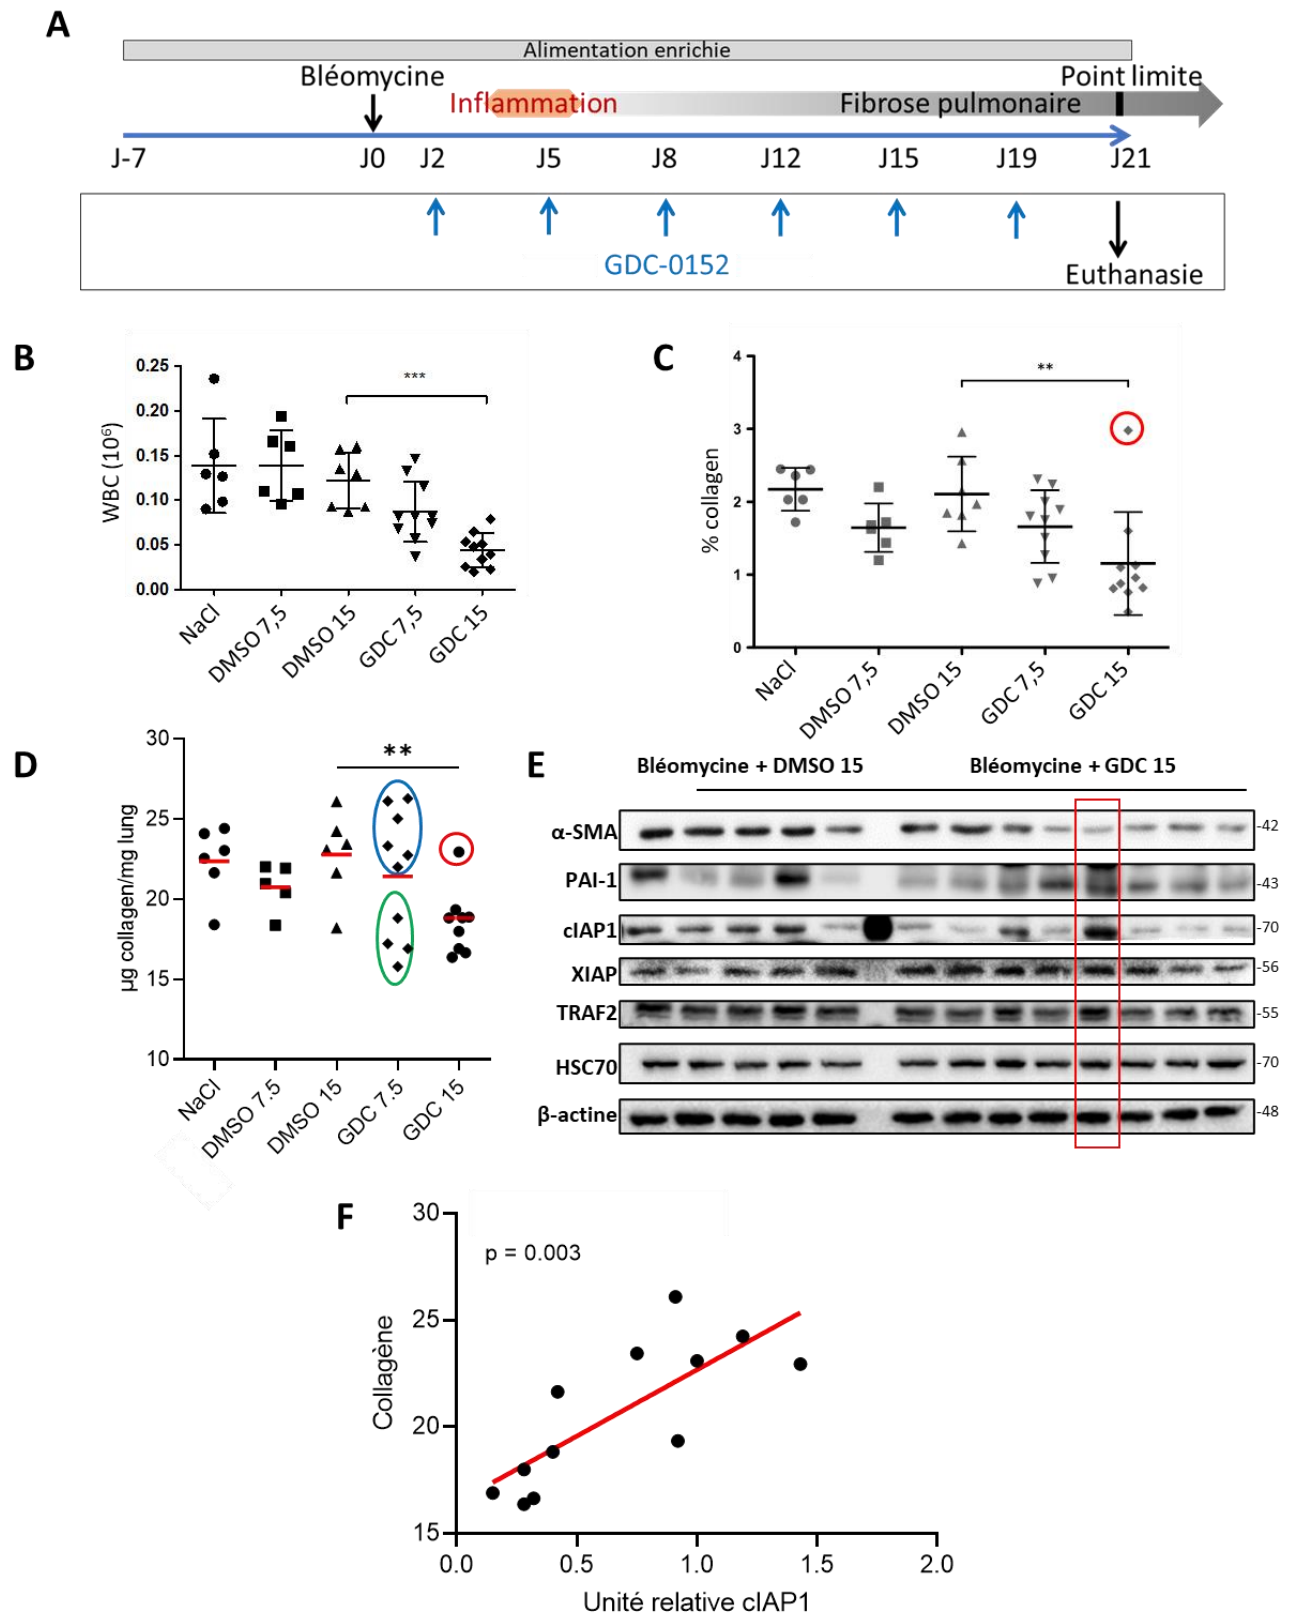 A
Alimentation enrichie
Bléomycine
Point limite
Inflammation
Fibrose pulmonaire
J-7 J0 J2 J5 J8 J12 J15 J19 J21
GDC-0152
Euthanasie
B
WBC (10⁶)
0.25
0.20
0.15
0.10
0.05
0.00
***
NaCl
DMSO 7,5
DMSO 15
GDC 7,5
GDC 15
C
% collagen
4
3
2
1
0
**
NaCl
DMSO 7,5
DMSO 15
GDC 7,5
GDC 15
D
µg collagen/mg lung
30
25
20
15
10
**
NaCl
DMSO 7.5
DMSO 15
GDC 7.5
GDC 15
E
Bléomycine + DMSO 15 Bléomycine + GDC 15
α-SMA -42
PAI-1 -43
cIAP1 -70
XIAP -56
TRAF2 -55
HSC70 -70
β-actine -48
F
p = 0.003
Collagène
30
25
20
15
0.0 0.5 1.0 1.5 2.0
Unité relative cIAP1